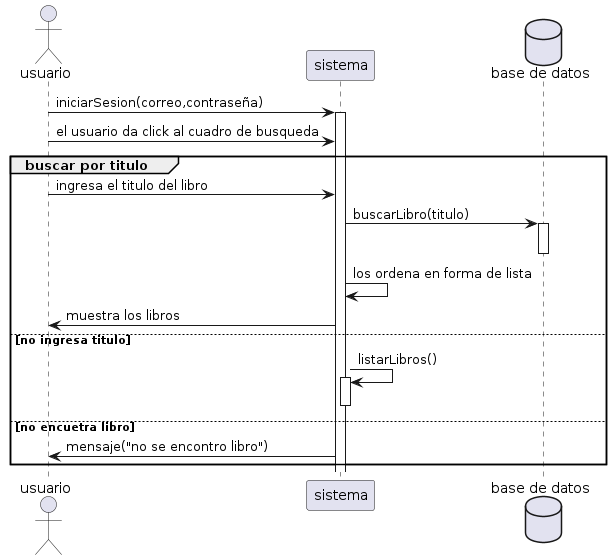 usuario
sistema
base de datos
iniciarSesion(correo,contraseña)
el usuario da click al cuadro de busqueda
buscar por titulo
ingresa el titulo del libro
buscarLibro(titulo)
los ordena en forma de lista
muestra los libros
[no ingresa titulo]
listarLibros()
[no encuetra libro]
mensaje("no se encontro libro")
usuario
sistema
base de datos